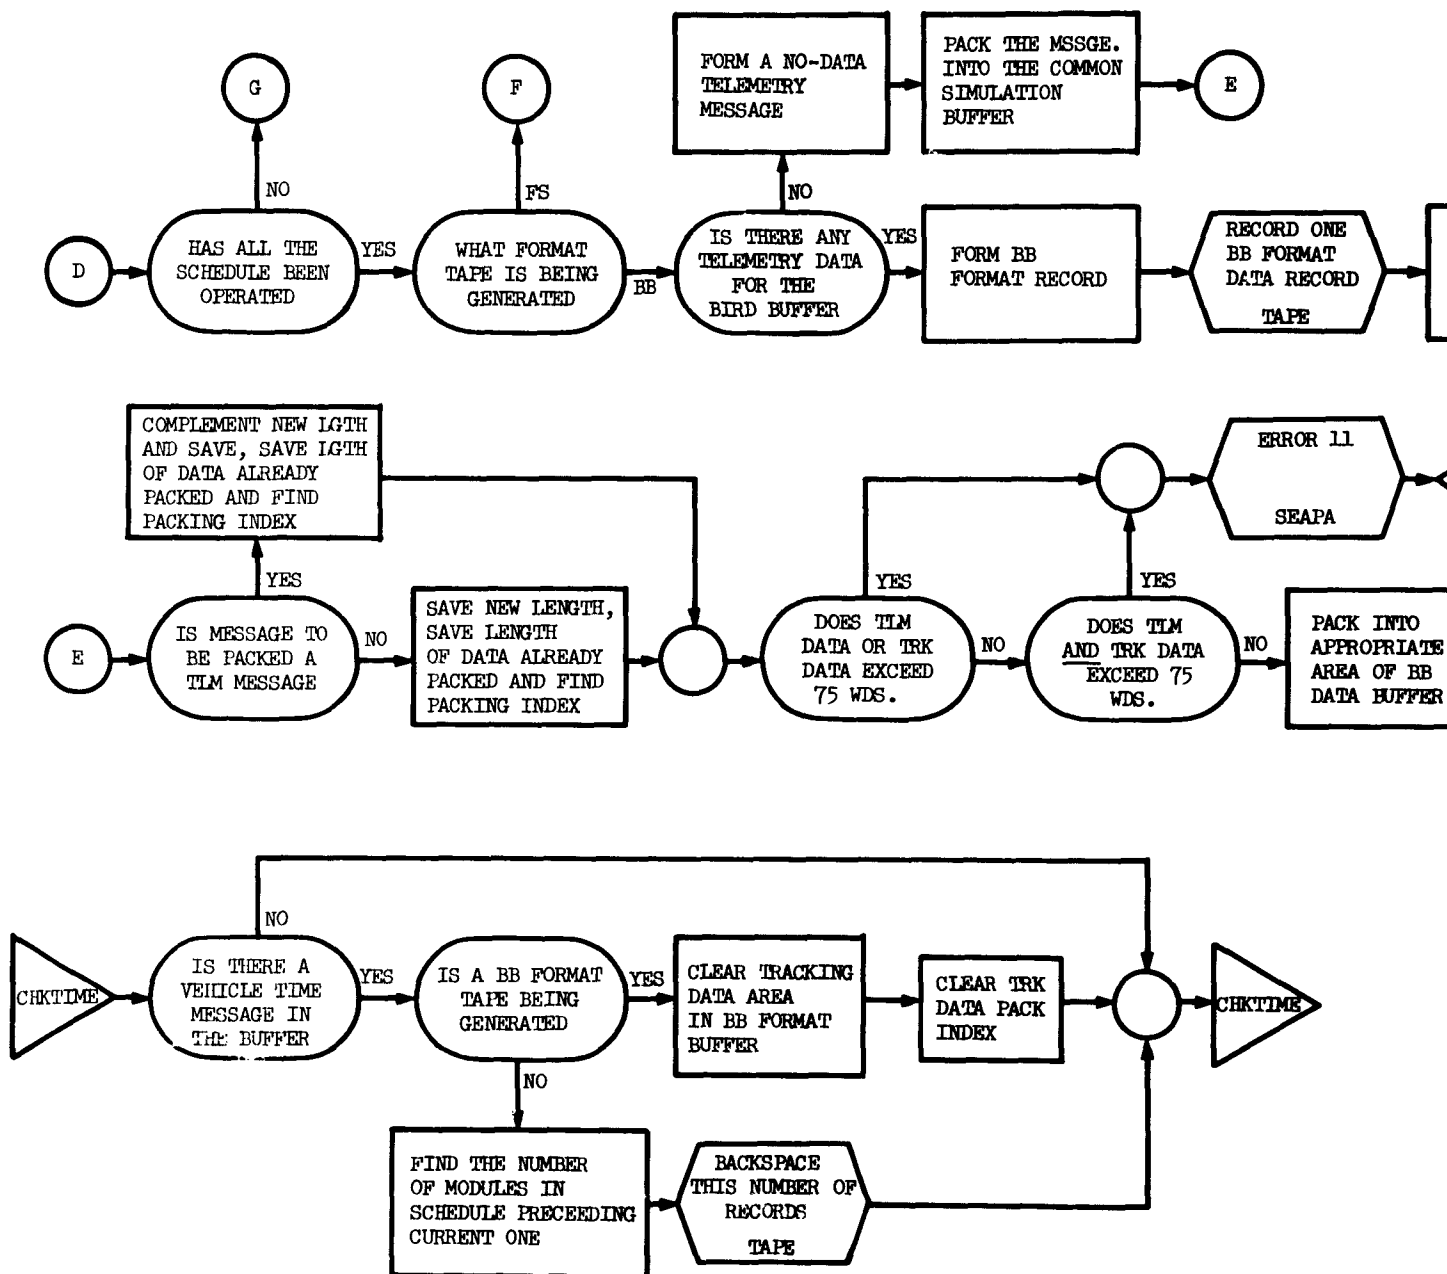 G
F
FORM A NO-DATA
TELEMETRY
MESSAGE
PACK THE MSSGE.
INTO THE COMMON
SIMULATION
BUFFER
E
NO
FS
NO
D
HAS ALL THE
SCHEDULE BEEN
OPERATED
YES
WHAT FORMAT
TAPE IS BEING
GENERATED
BB
IS THERE ANY
TELEMETRY DATA
FOR THE
BIRD BUFFER
YES
FORM BB
FORMAT RECORD
RECORD ONE
BB FORMAT
DATA RECORD
TAPE
COMPLEMENT NEW LGTH
AND SAVE, SAVE LGTH
OF DATA ALREADY
PACKED AND FIND
PACKING INDEX
ERROR 11
SEAPA
YES
YES
YES
E
IS MESSAGE TO
BE PACKED A
TLM MESSAGE
NO
SAVE NEW LENGTH,
SAVE LENGTH
OF DATA ALREADY
PACKED AND FIND
PACKING INDEX
DOES TLM
DATA OR TRK
DATA EXCEED
75 WDS.
NO
DOES TLM
AND TRK DATA
EXCEED 75
WDS.
NO
PACK INTO
APPROPRIATE
AREA OF BB
DATA BUFFER
NO
CHKTIME
IS THERE A
VEHICLE TIME
MESSAGE IN
THE BUFFER
YES
IS A BB FORMAT
TAPE BEING
GENERATED
YES
CLEAR TRACKING
DATA AREA
IN BB FORMAT
BUFFER
CLEAR TRK
DATA PACK
INDEX
CHKTIME
NO
FIND THE NUMBER
OF MODULES IN
SCHEDULE PRECEEDING
CURRENT ONE
BACKSPACE
THIS NUMBER OF
RECORDS
TAPE